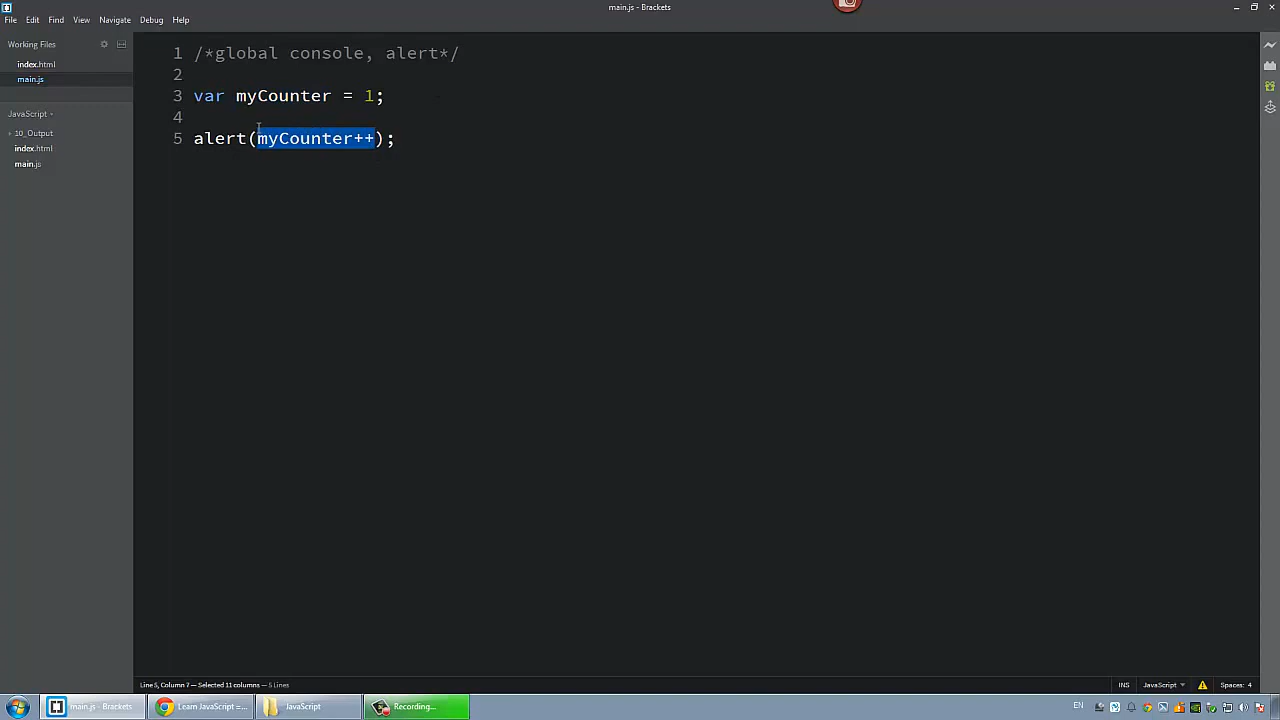 main.js - Brackets
File Edit Find View Navigate Debug Help
Working Files
index.html
main.js
JavaScript
10_Output
index.html
main.js
1 /*global console, alert*/
2
3 var myCounter = 1;
4
5 alert(myCounter++);
Line 5, Column 7 — Selected 11 columns — 5 Lines
INS JavaScript Spaces: 4
main.js - Brackets
Learn JavaScript =...
JavaScript
Recording...
EN